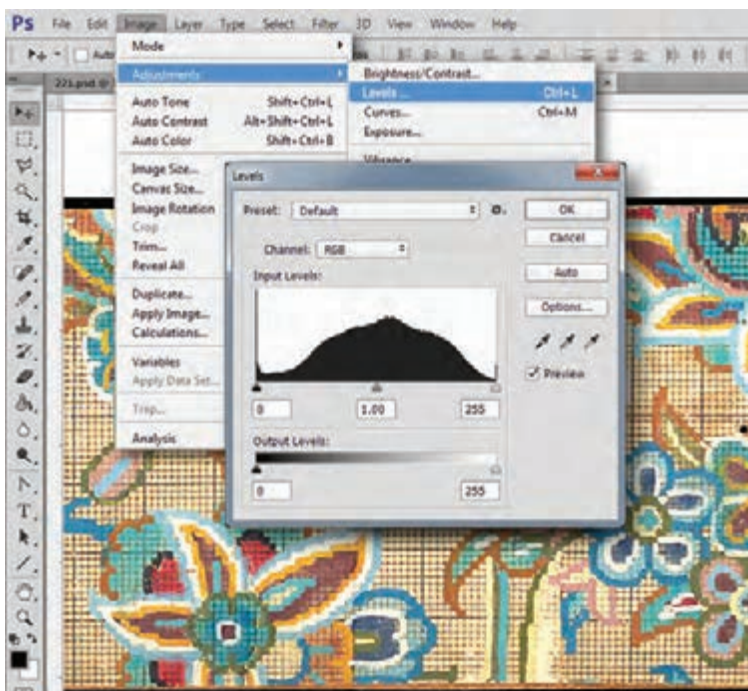 Ps File Edit Image Layer Type Select Filter 3D View Window Help
221.psd @
Mode
Adjustments
Auto Tone Shift+Ctrl+L
Auto Contrast Alt+Shift+Ctrl+L
Auto Color Shift+Ctrl+B
Image Size...
Canvas Size...
Image Rotation
Crop
Trim...
Reveal All
Duplicate...
Apply Image...
Calculations...
Variables
Apply Data Set...
Trap...
Analysis
Brightness/Contrast...
Levels... Ctrl+L
Curves... Ctrl+M
Exposure...
Vibrance
Levels
Preset: Default
OK
Channel: RGB
Cancel
Input Levels:
Auto
Options...
Preview
0 1.00 255
Output Levels:
0 255